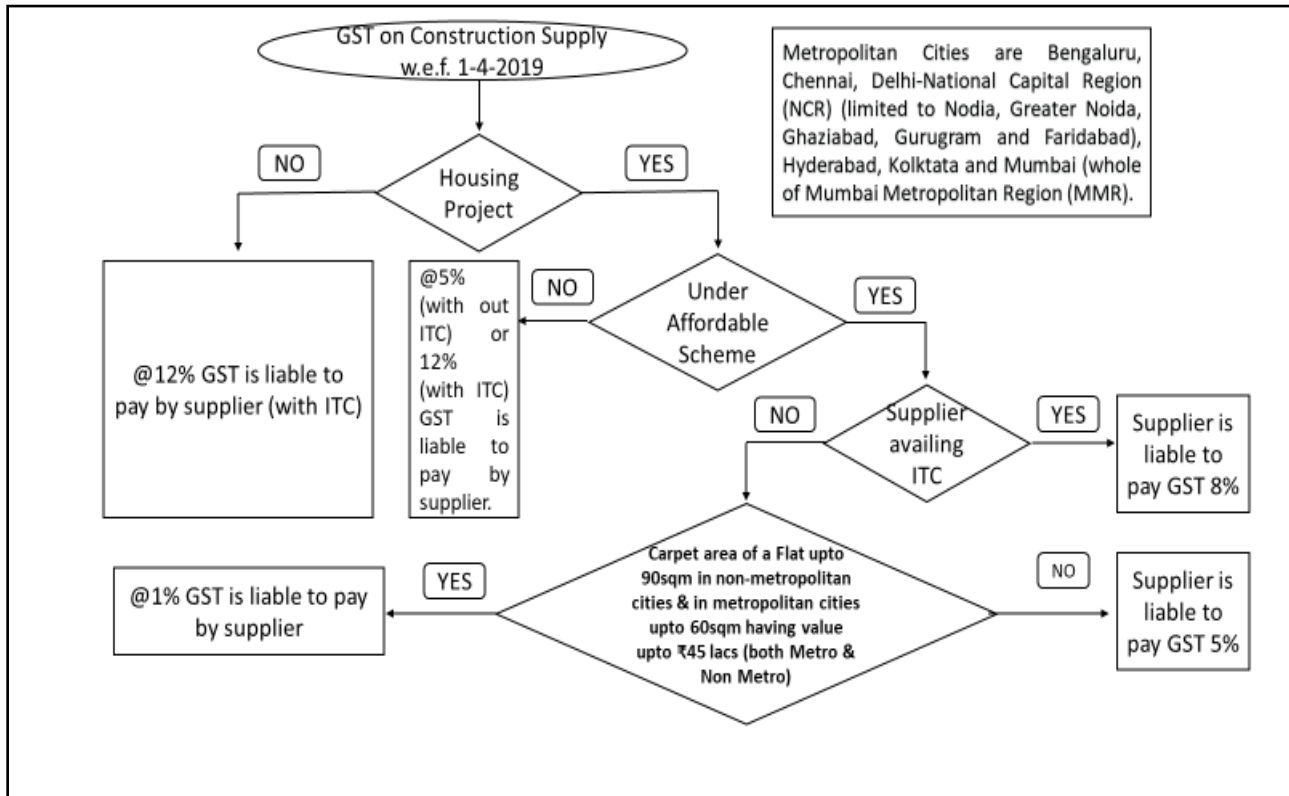 GST on Construction Supply
w.e.f. 1-4-2019
Metropolitan Cities are Bengaluru,
Chennai, Delhi-National Capital Region
(NCR) (limited to Nodia, Greater Noida,
Ghaziabad, Gurugram and Faridabad),
Hyderabad, Kolktata and Mumbai (whole
of Mumbai Metropolitan Region (MMR).
NO
YES
Housing
Project
@12% GST is liable to
pay by supplier (with ITC)
@5%
(with out
ITC) or
12%
(with ITC)
GST is
liable to
pay by
supplier.
NO
Under
Affordable
Scheme
YES
NO
Supplier
availing
ITC
YES
Supplier is
liable to
pay GST 8%
@1% GST is liable to pay
by supplier
YES
Carpet area of a Flat upto
90sqm in non-metropolitan
cities & in metropolitan cities
upto 60sqm having value
upto ₹45 lacs (both Metro &
Non Metro)
NO
Supplier is
liable to
pay GST 5%